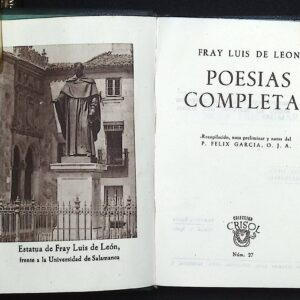 Estatua de Fray Luis de León,
frente a la Universidad de Salamanca
FRAY LUIS DE LEON
POESIAS
COMPLETA
Recopilación, nota preliminar y notas del
P. FELIX GARCIA, O. J. A.
COLECCION
CRISOL
Núm. 27